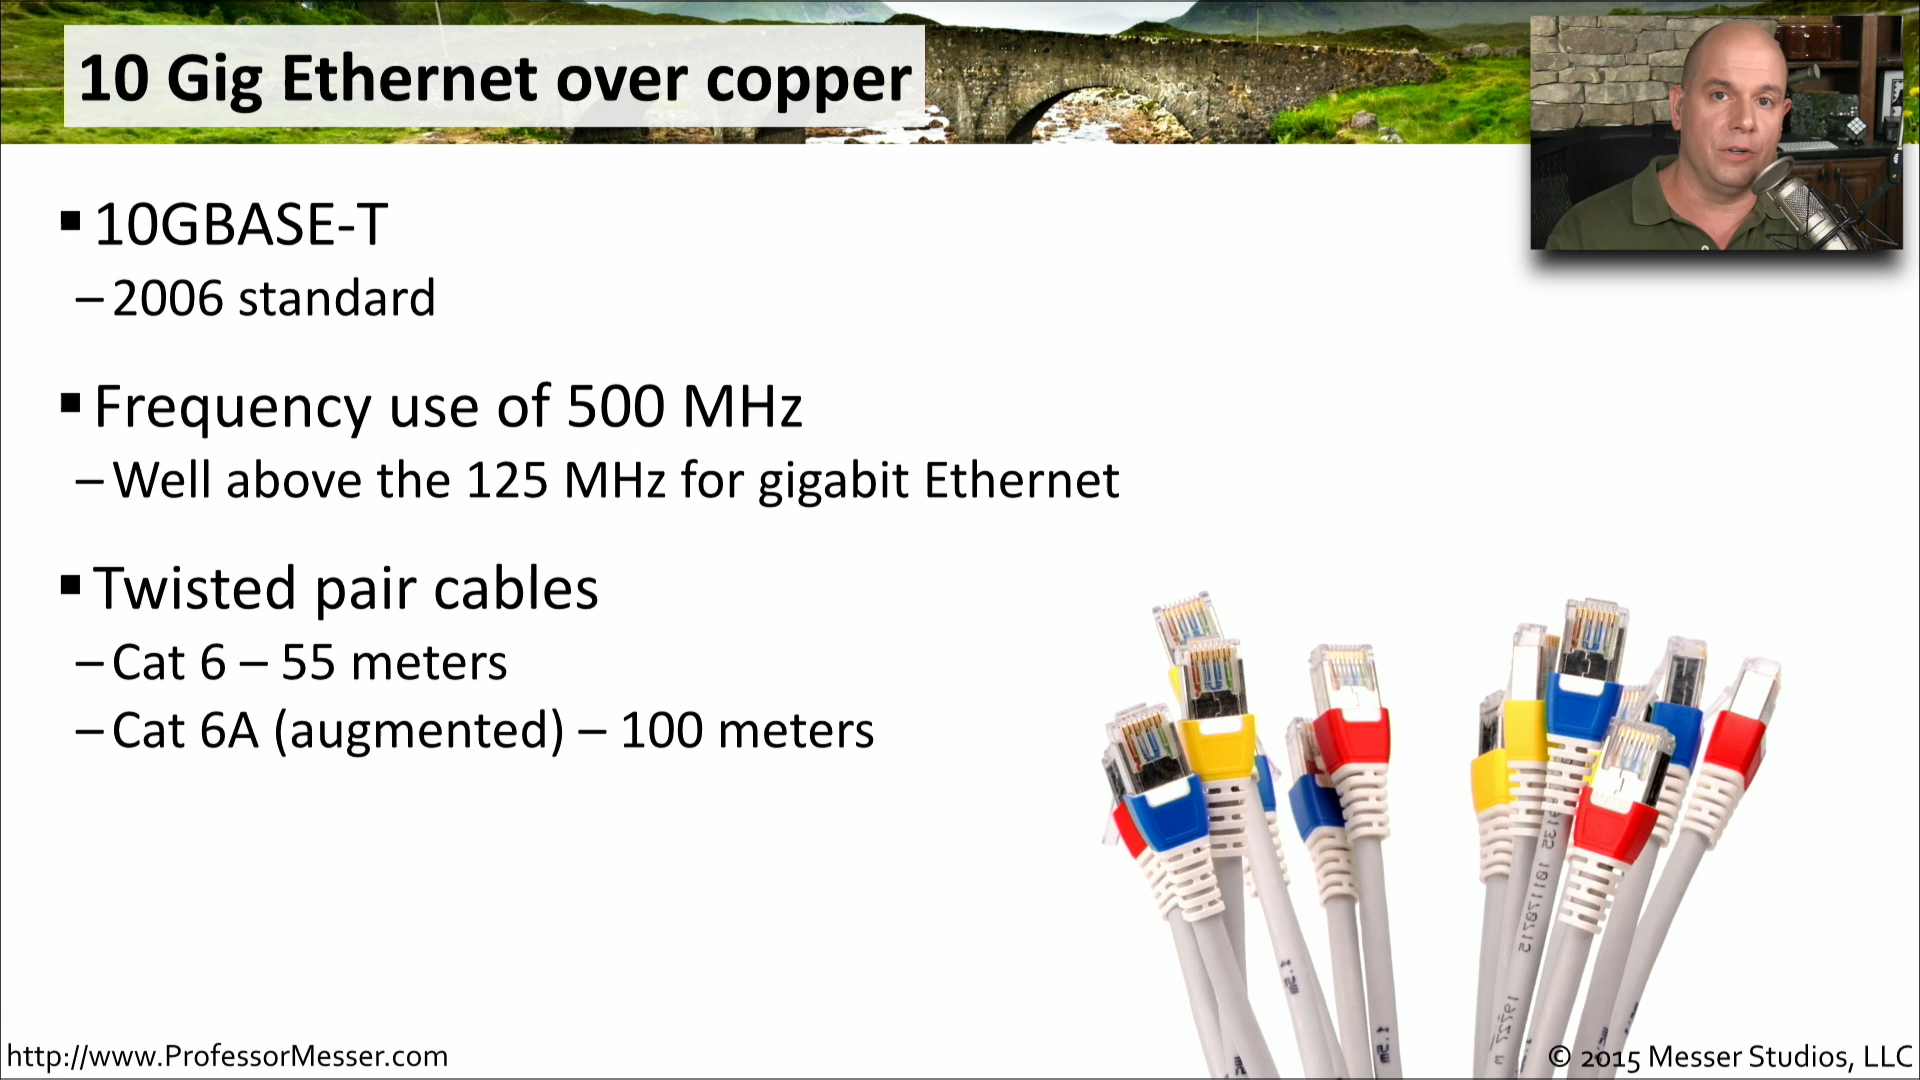 10 Gig Ethernet over copper
▪ 10GBASE-T
– 2006 standard
▪ Frequency use of 500 MHz
– Well above the 125 MHz for gigabit Ethernet
▪ Twisted pair cables
– Cat 6 – 55 meters
– Cat 6A (augmented) – 100 meters
http://www.ProfessorMesser.com
© 2015 Messer Studios, LLC